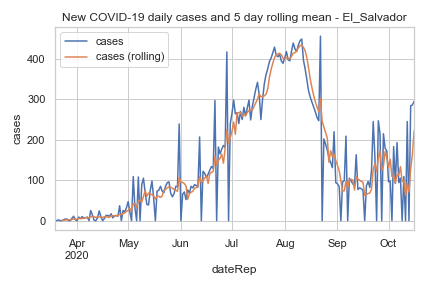 New COVID-19 daily cases and 5 day rolling mean - El_Salvador
cases
cases (rolling)
400
300
200
100
0
cases
Apr
2020
May
Jun
Jul
Aug
Sep
Oct
dateRep